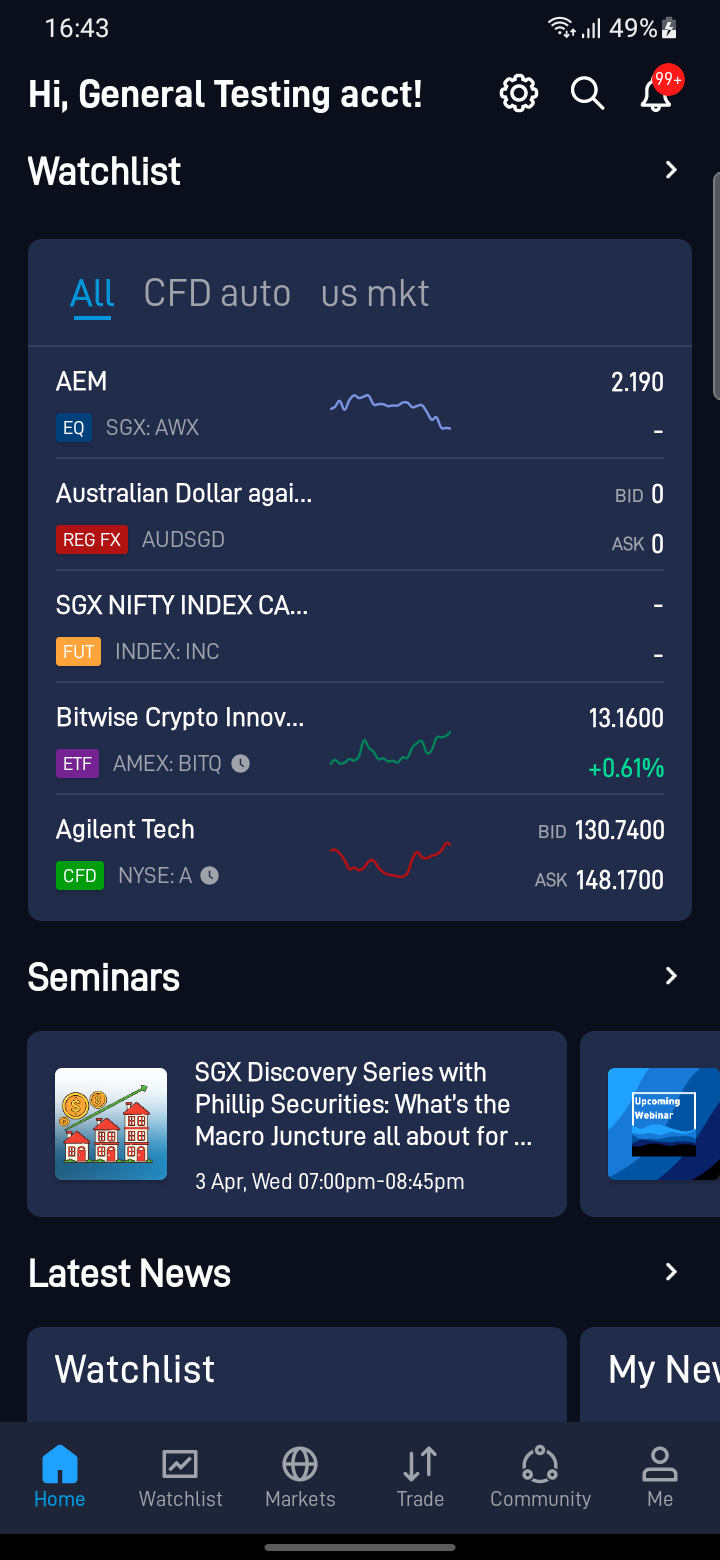 16:43 49%
Hi, General Testing acct! 99+
Watchlist
All CFD auto us mkt
AEM 2.190
EQ SGX: AWX -
Australian Dollar agai... BID 0
REG FX AUDSGD ASK 0
SGX NIFTY INDEX CA... -
FUT INDEX: INC -
Bitwise Crypto Innov... 13.1600
ETF AMEX: BITQ +0.61%
Agilent Tech BID 130.7400
CFD NYSE: A ASK 148.1700
Seminars
SGX Discovery Series with
Phillip Securities: What's the
Macro Juncture all about for ...
3 Apr, Wed 07:00pm-08:45pm
Upcoming
Webinar
Latest News
Watchlist My New
Home Watchlist Markets Trade Community Me